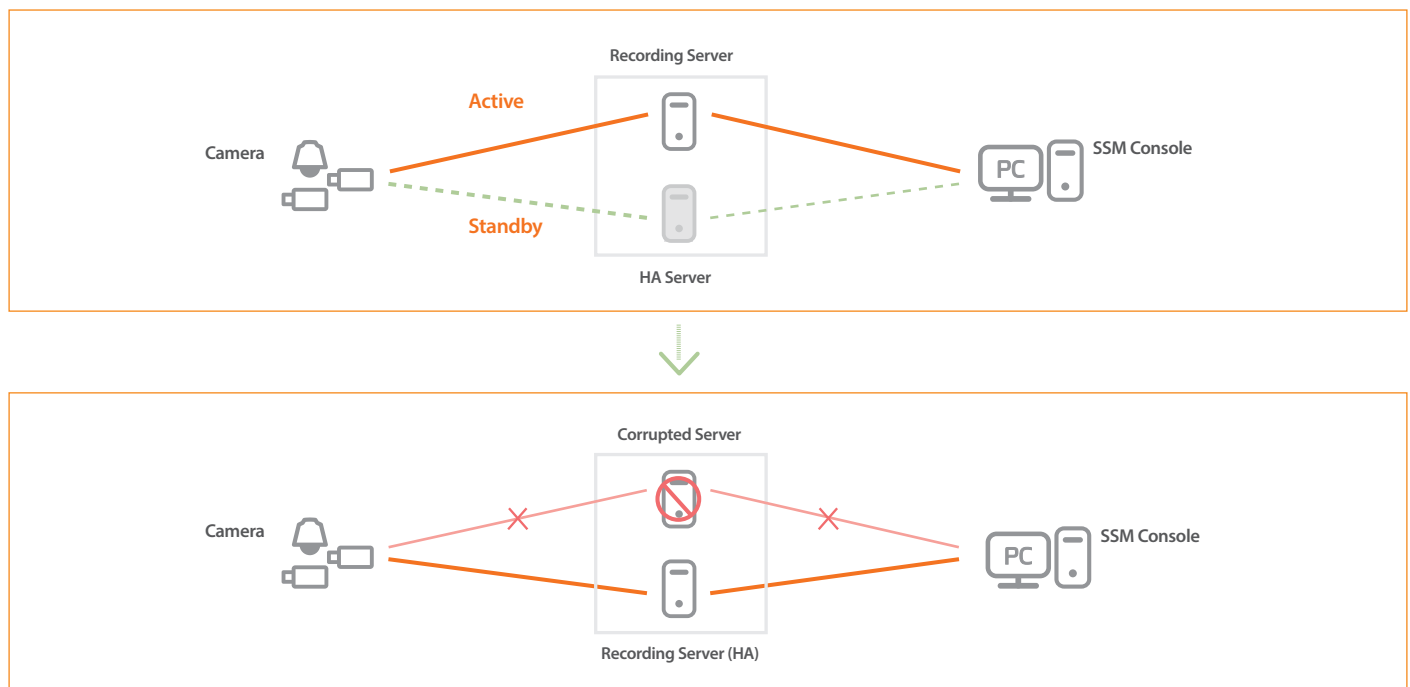 Recording Server
Active
Camera
PC
SSM Console
Standby
HA Server
Corrupted Server
Camera
PC
SSM Console
Recording Server (HA)